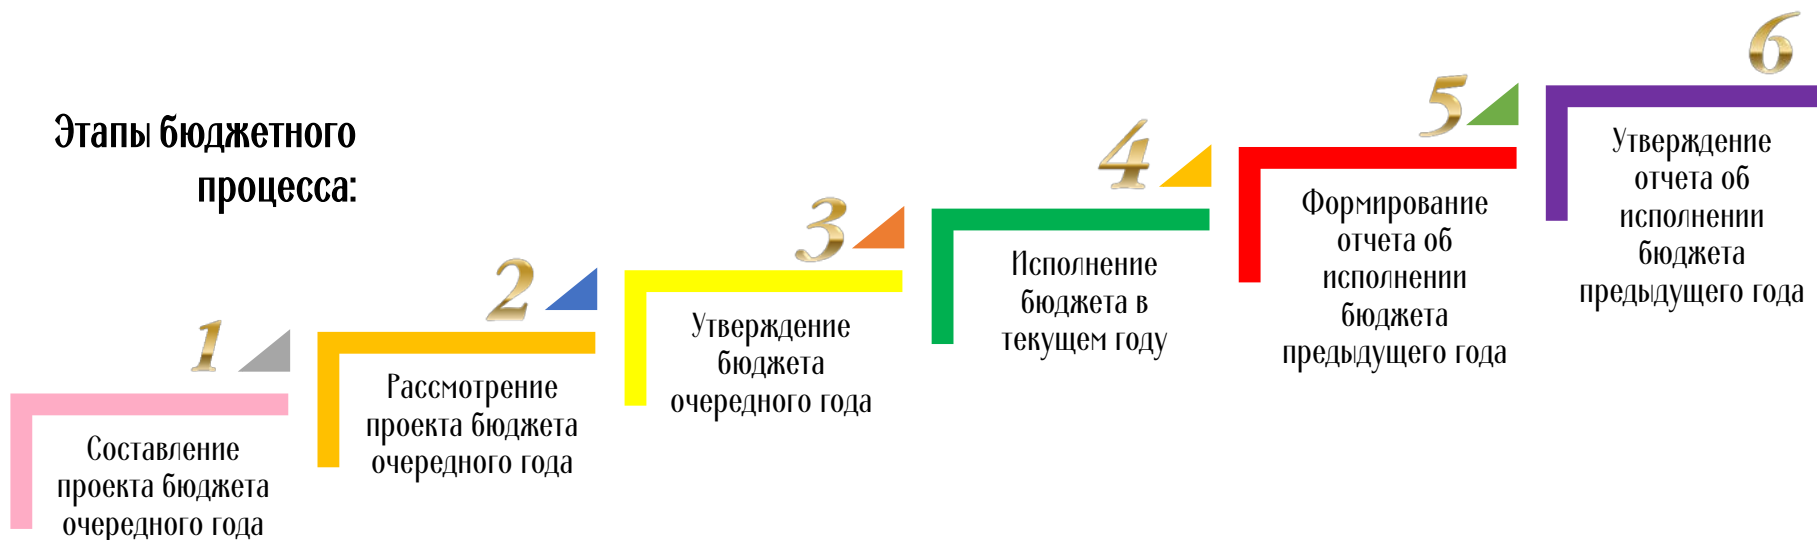 Этапы бюджетного
процесса:
1
Составление
проекта бюджета
очередного года
2
Рассмотрение
проекта бюджета
очередного года
3
Утверждение
бюджета
очередного года
4
Исполнение
бюджета в
текущем году
5
Формирование
отчета об
исполнении
бюджета
предыдущего года
6
Утверждение
отчета об
исполнении
бюджета
предыдущего года